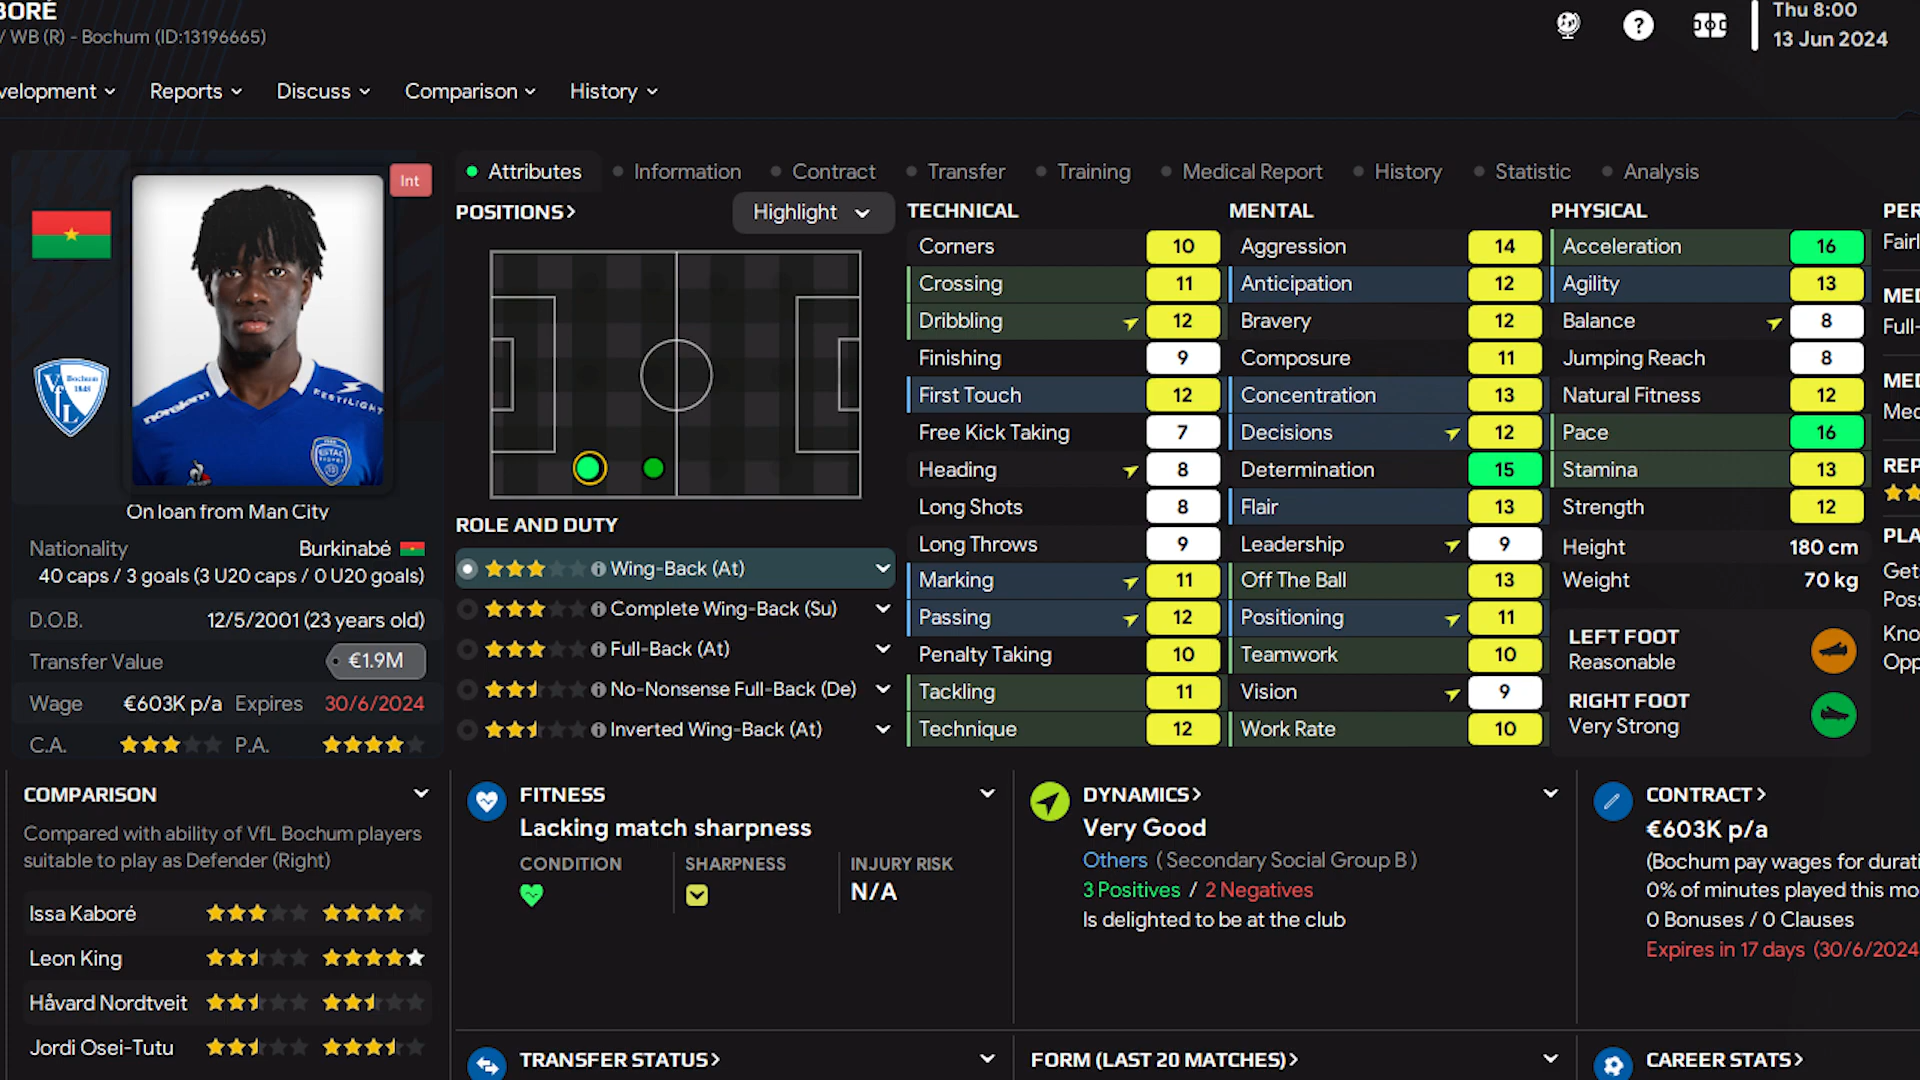 BORÉ
/ WB (R) - Bochum (ID:13196665)
Thu 8:00
13 Jun 2024
velopment
Reports
Discuss
Comparison
History
Attributes
Information
Contract
Transfer
Training
Medical Report
History
Statistic
Analysis
Int
On loan from Man City
Nationality Burkinabé
40 caps / 3 goals (3 U20 caps / 0 U20 goals)
D.O.B. 12/5/2001 (23 years old)
Transfer Value €1.9M
Wage €603K p/a Expires 30/6/2024
C.A. P.A.
POSITIONS>
Highlight
ROLE AND DUTY
Wing-Back (At)
Complete Wing-Back (Su)
Full-Back (At)
No-Nonsense Full-Back (De)
Inverted Wing-Back (At)
TECHNICAL
Corners 10
Crossing 11
Dribbling 12
Finishing 9
First Touch 12
Free Kick Taking 7
Heading 8
Long Shots 8
Long Throws 9
Marking 11
Passing 12
Penalty Taking 10
Tackling 11
Technique 12
MENTAL
Aggression 14
Anticipation 12
Bravery 12
Composure 11
Concentration 13
Decisions 12
Determination 15
Flair 13
Leadership 9
Off The Ball 13
Positioning 11
Teamwork 10
Vision 9
Work Rate 10
PHYSICAL
Acceleration 16
Agility 13
Balance 8
Jumping Reach 8
Natural Fitness 12
Pace 16
Stamina 13
Strength 12
Height 180 cm
Weight 70 kg
LEFT FOOT
Reasonable
RIGHT FOOT
Very Strong
PER
Fairl
MED
Full-
MED
Med
REP
PLA
Gets
Poss
Kno
Opp
COMPARISON
Compared with ability of VfL Bochum players
suitable to play as Defender (Right)
Issa Kaboré
Leon King
Håvard Nordtveit
Jordi Osei-Tutu
FITNESS
Lacking match sharpness
CONDITION
SHARPNESS
INJURY RISK
N/A
DYNAMICS>
Very Good
Others (Secondary Social Group B)
3 Positives / 2 Negatives
Is delighted to be at the club
CONTRACT >
€603K p/a
(Bochum pay wages for durati
0% of minutes played this mo
0 Bonuses / 0 Clauses
Expires in 17 days (30/6/2024
TRANSFER STATUS>
FORM (LAST 20 MATCHES)>
CAREER STATS>